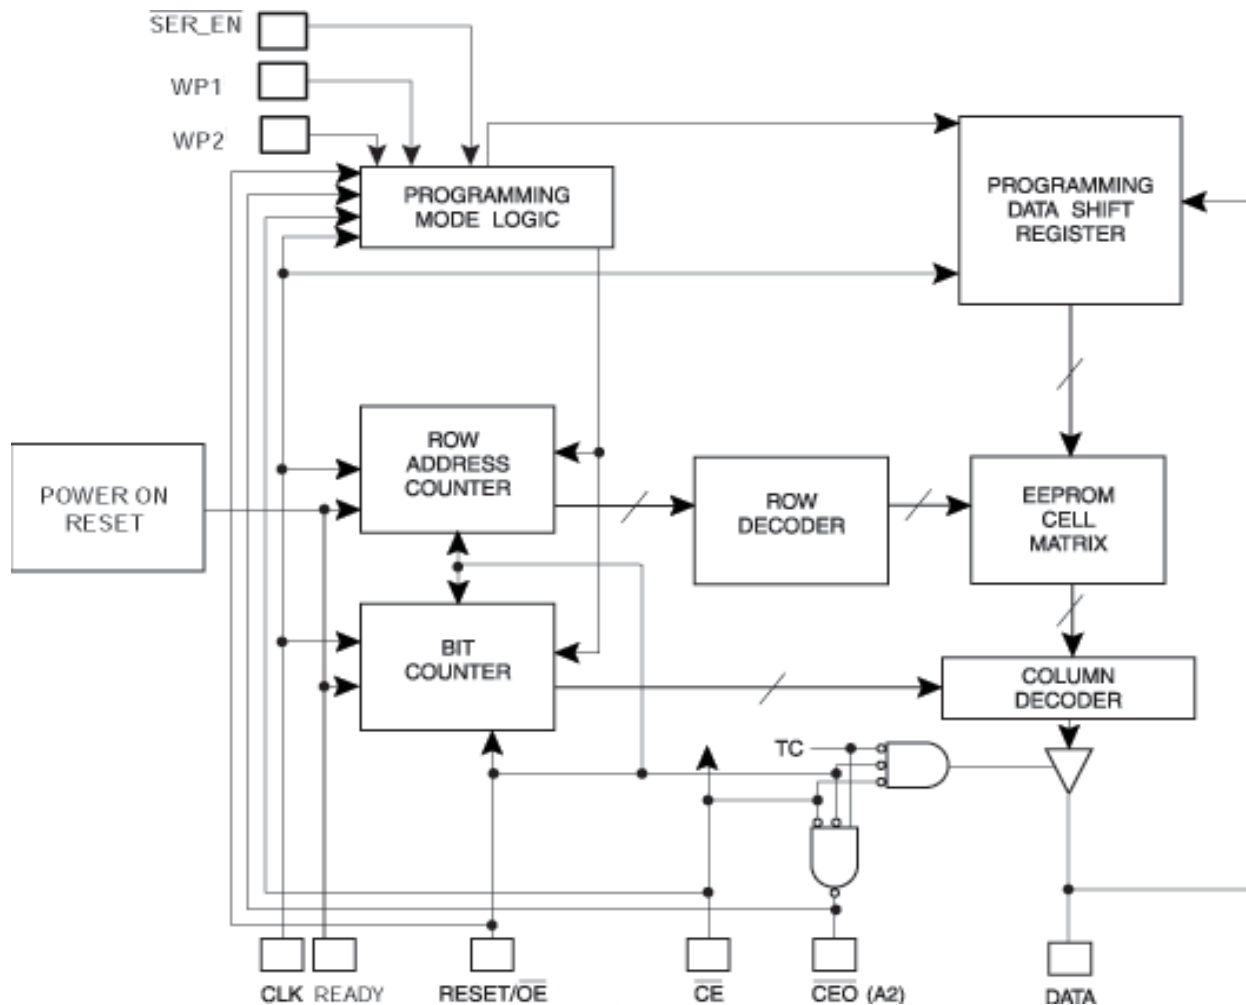 SER_EN
WP1
WP2
PROGRAMMING
MODE LOGIC
PROGRAMMING
DATA SHIFT
REGISTER
ROW
ADDRESS
COUNTER
POWER ON
RESET
ROW
DECODER
EEPROM
CELL
MATRIX
BIT
COUNTER
COLUMN
DECODER
TC
CLK
READY
RESET/OE
CE
CEO (A2)
DATA